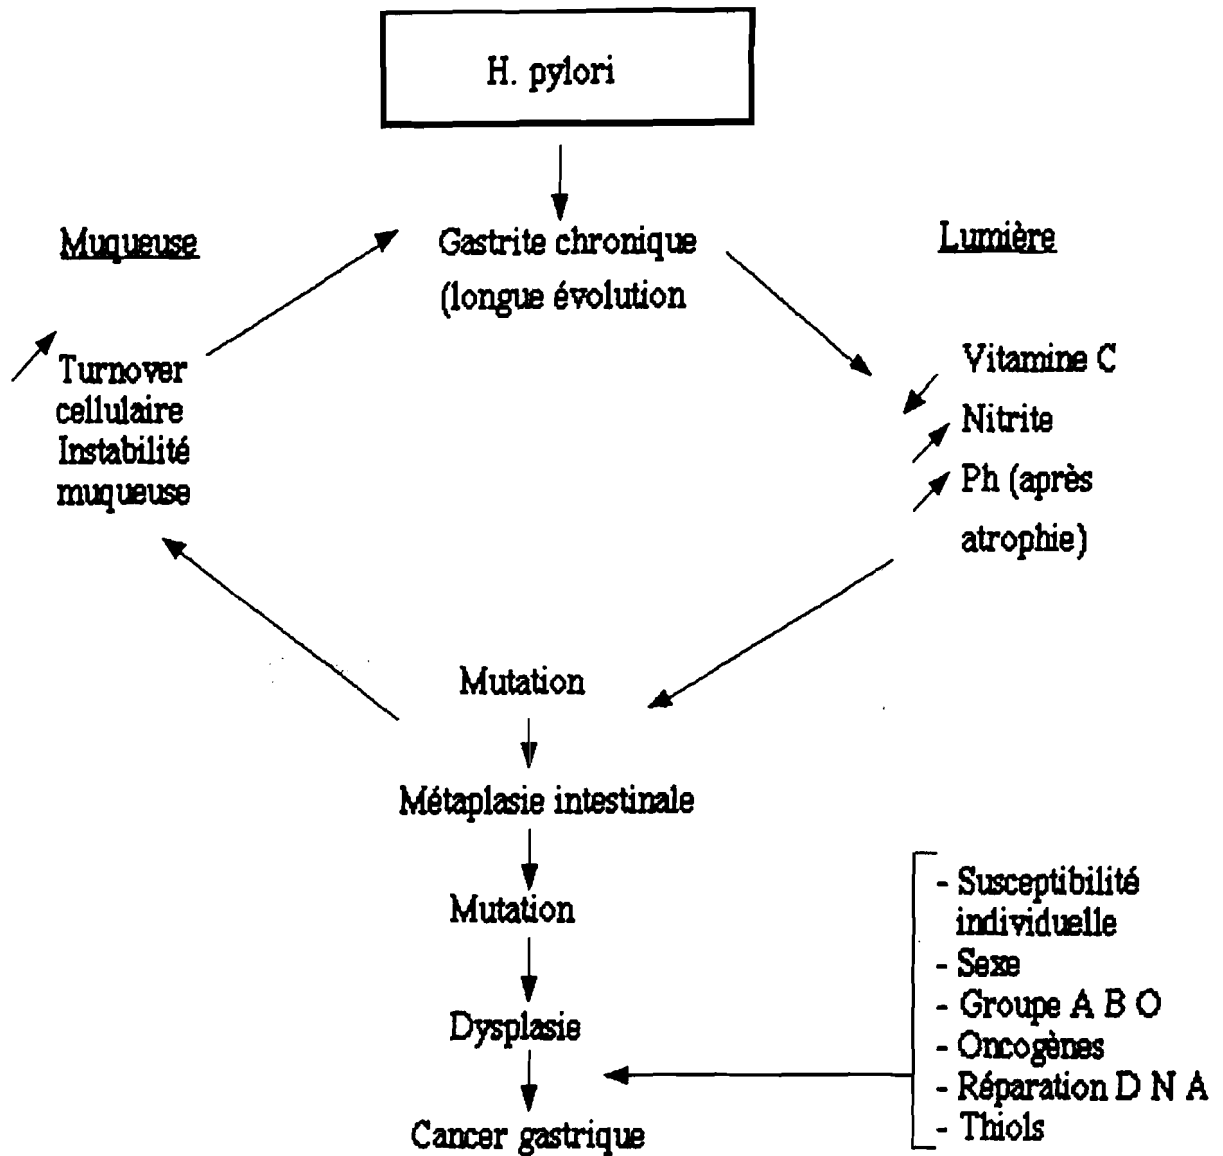 H. pylori
Muqueuse
Gastrite chronique
(longue évolution
Lumière
Turnover
cellulaire
Instabilité
muqueuse
Vitamine C
Nitrite
Ph (après
atrophie)
Mutation
Métaplasie intestinale
Mutation
Dysplasie
Cancer gastrique
- Susceptibilité
individuelle
- Sexe
- Groupe A B O
- Oncogènes
- Réparation D N A
- Thiols